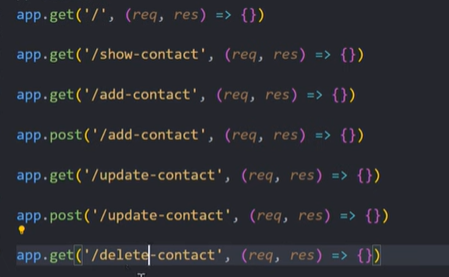 app.get('/', (req, res) => {})
app.get('/show-contact', (req, res) => {})
app.get('/add-contact', (req, res) => {})
app.post('/add-contact', (req, res) => {})
app.get('/update-contact', (req, res) => {})
app.post('/update-contact', (req, res) => {})
app.get('/delete-contact', (req, res) => {})